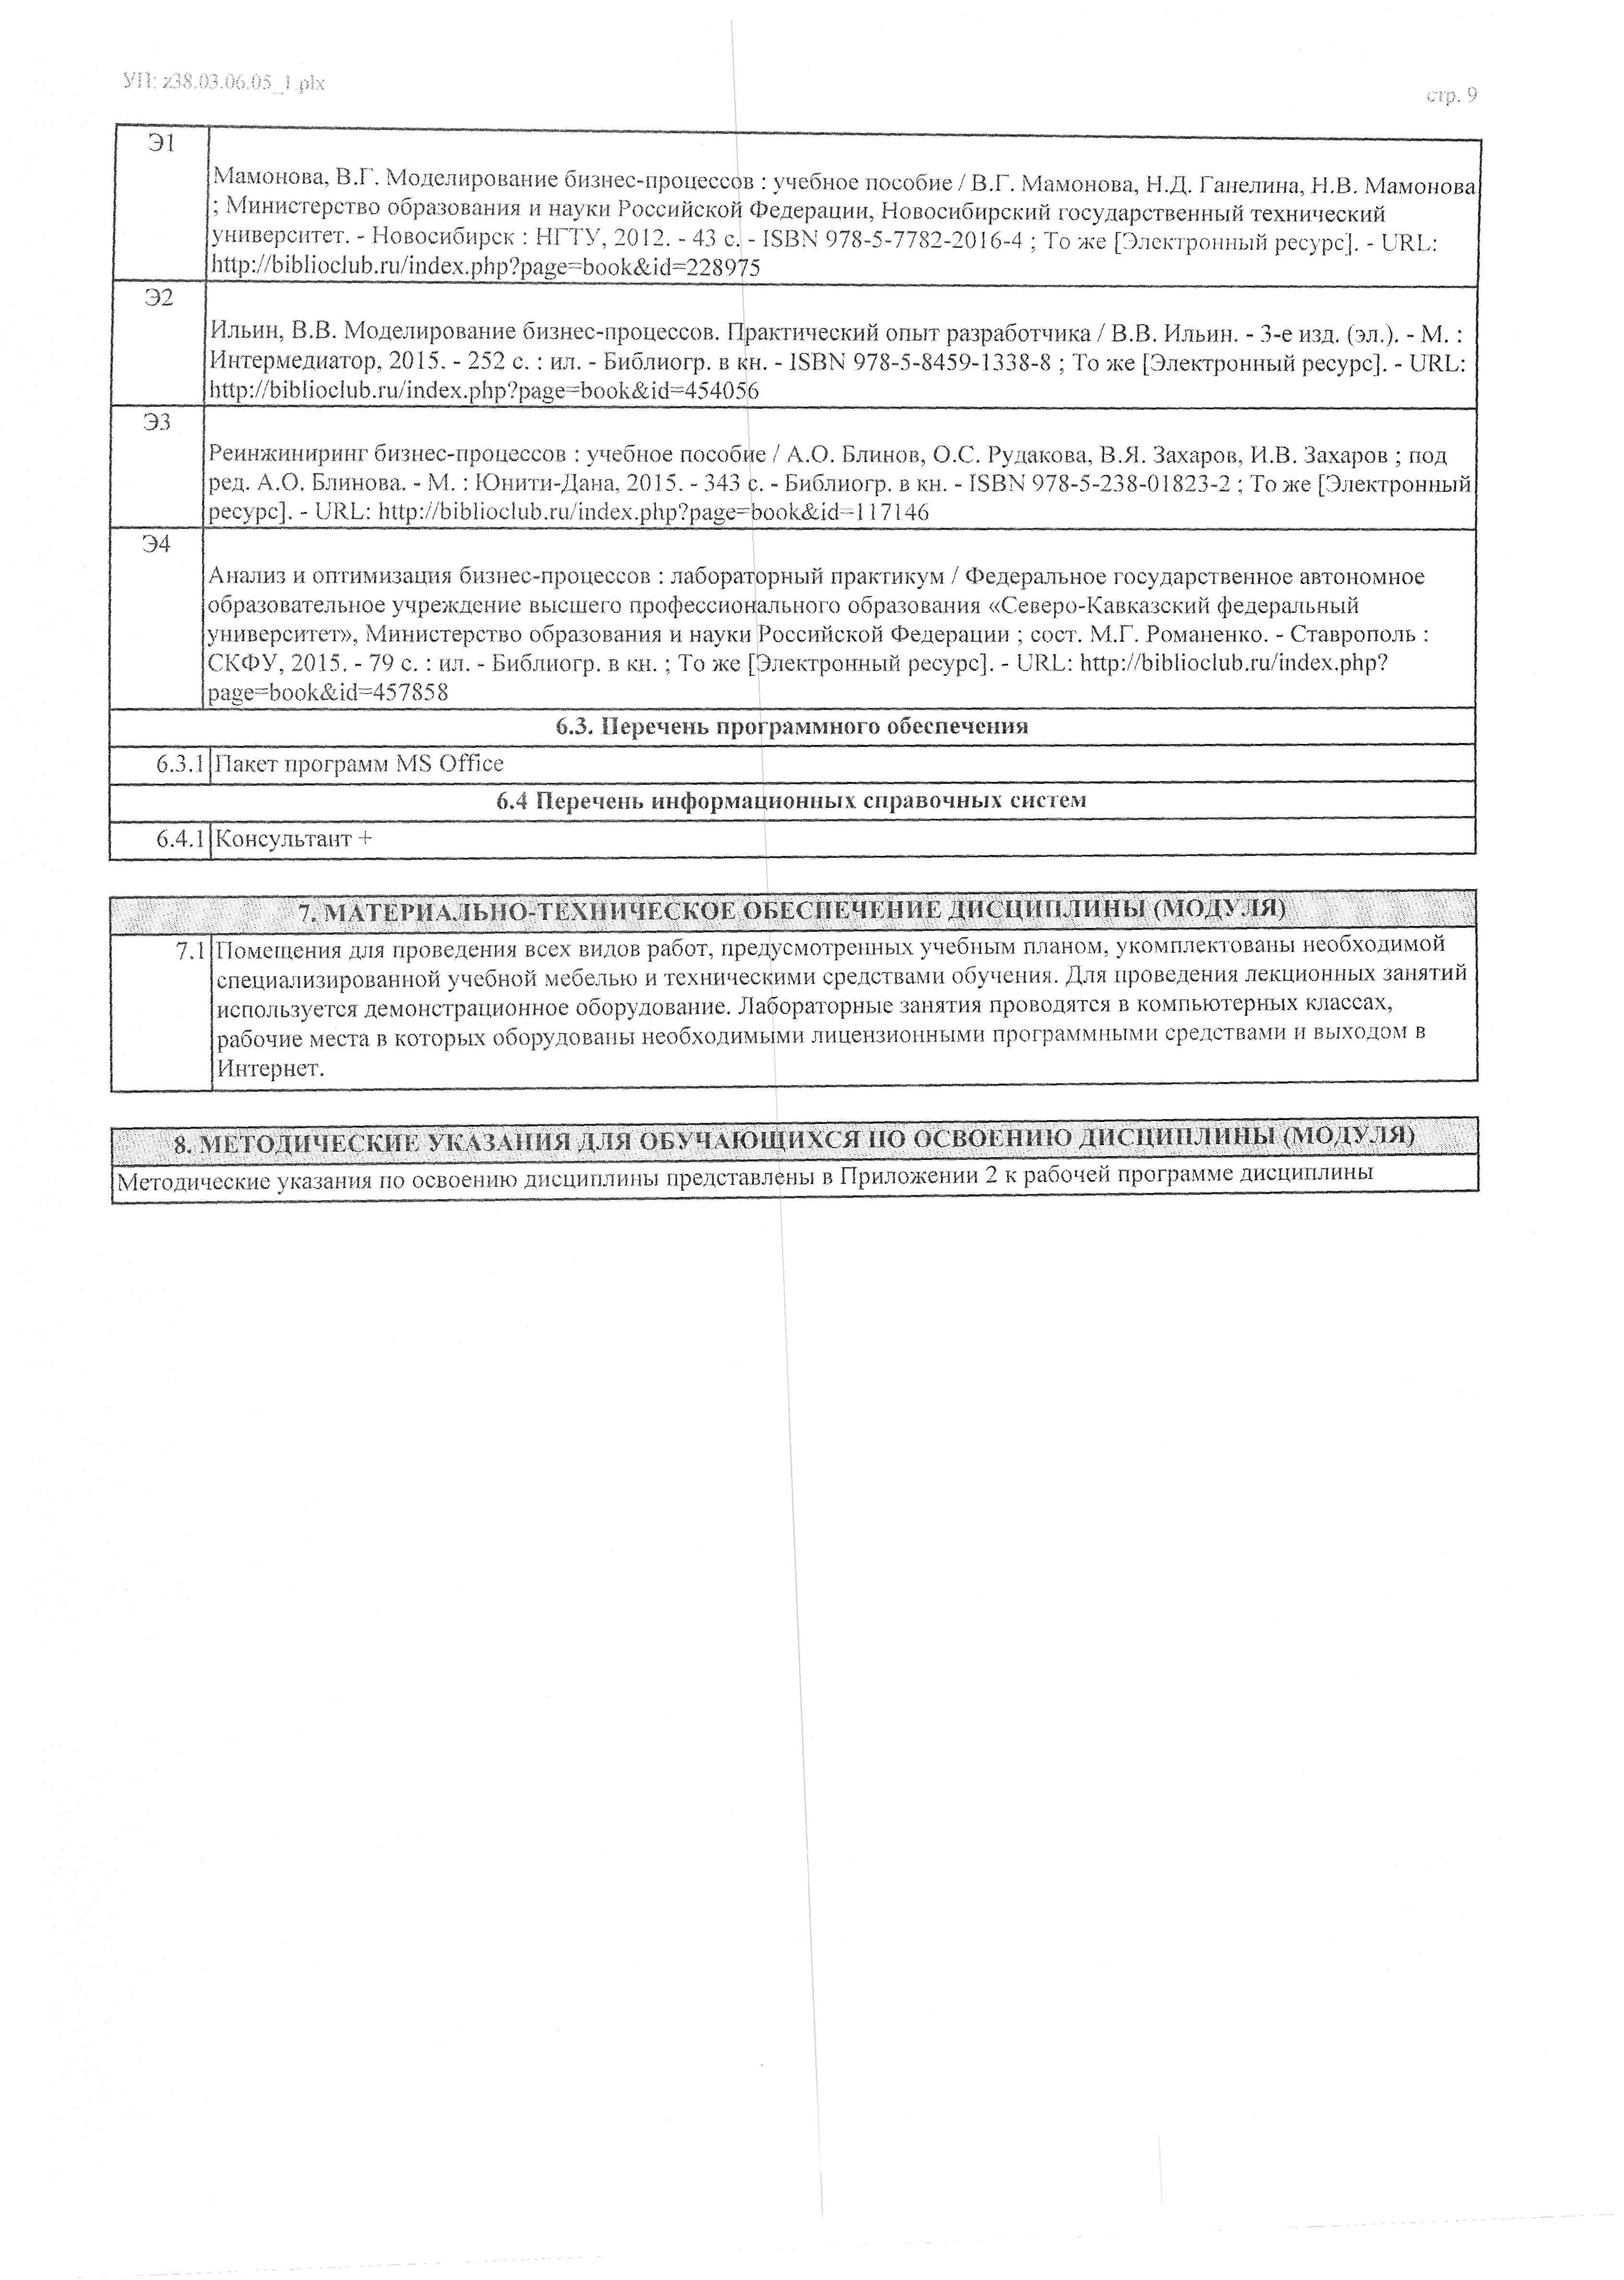 УП: z38.03.06.05_1.plx
стр. 9
Э1
Мамонова, В.Г. Моделирование бизнес-процессов : учебное пособие / В.Г. Мамонова, Н.Д. Ганелина, Н.В. Мамонова
; Министерство образования и науки Российской Федерации, Новосибирский государственный технический
университет. - Новосибирск : НГТУ, 2012. - 43 с. - ISBN 978-5-7782-2016-4 ; То же [Электронный ресурс]. - URL:
http://biblioclub.ru/index.php?page=book&id=228975
Э2
Ильин, В.В. Моделирование бизнес-процессов. Практический опыт разработчика / В.В. Ильин. - 3-е изд. (эл.). - М. :
Интермедиатор, 2015. - 252 с. : ил. - Библиогр. в кн. - ISBN 978-5-8459-1338-8 ; То же [Электронный ресурс]. - URL:
http://biblioclub.ru/index.php?page=book&id=454056
Э3
Реинжиниринг бизнес-процессов : учебное пособие / А.О. Блинов, О.С. Рудакова, В.Я. Захаров, И.В. Захаров ; под
ред. А.О. Блинова. - М. : Юнити-Дана, 2015. - 343 с. - Библиогр. в кн. - ISBN 978-5-238-01823-2 ; То же [Электронный
ресурс]. - URL: http://biblioclub.ru/index.php?page=book&id=117146
Э4
Анализ и оптимизация бизнес-процессов : лабораторный практикум / Федеральное государственное автономное
образовательное учреждение высшего профессионального образования «Северо-Кавказский федеральный
университет», Министерство образования и науки Российской Федерации ; сост. М.Г. Романенко. - Ставрополь :
СКФУ, 2015. - 79 с. : ил. - Библиогр. в кн. ; То же [Электронный ресурс]. - URL: http://biblioclub.ru/index.php?
page=book&id=457858
6.3. Перечень программного обеспечения
6.3.1 Пакет программ MS Office
6.4 Перечень информационных справочных систем
6.4.1 Консультант +
7. МАТЕРИАЛЬНО-ТЕХНИЧЕСКОЕ ОБЕСПЕЧЕНИЕ ДИСЦИПЛИНЫ (МОДУЛЯ)
7.1 Помещения для проведения всех видов работ, предусмотренных учебным планом, укомплектованы необходимой
специализированной учебной мебелью и техническими средствами обучения. Для проведения лекционных занятий
используется демонстрационное оборудование. Лабораторные занятия проводятся в компьютерных классах,
рабочие места в которых оборудованы необходимыми лицензионными программными средствами и выходом в
Интернет.
8. МЕТОДИЧЕСКИЕ УКАЗАНИЯ ДЛЯ ОБУЧАЮЩИХСЯ ПО ОСВОЕНИЮ ДИСЦИПЛИНЫ (МОДУЛЯ)
Методические указания по освоению дисциплины представлены в Приложении 2 к рабочей программе дисциплины